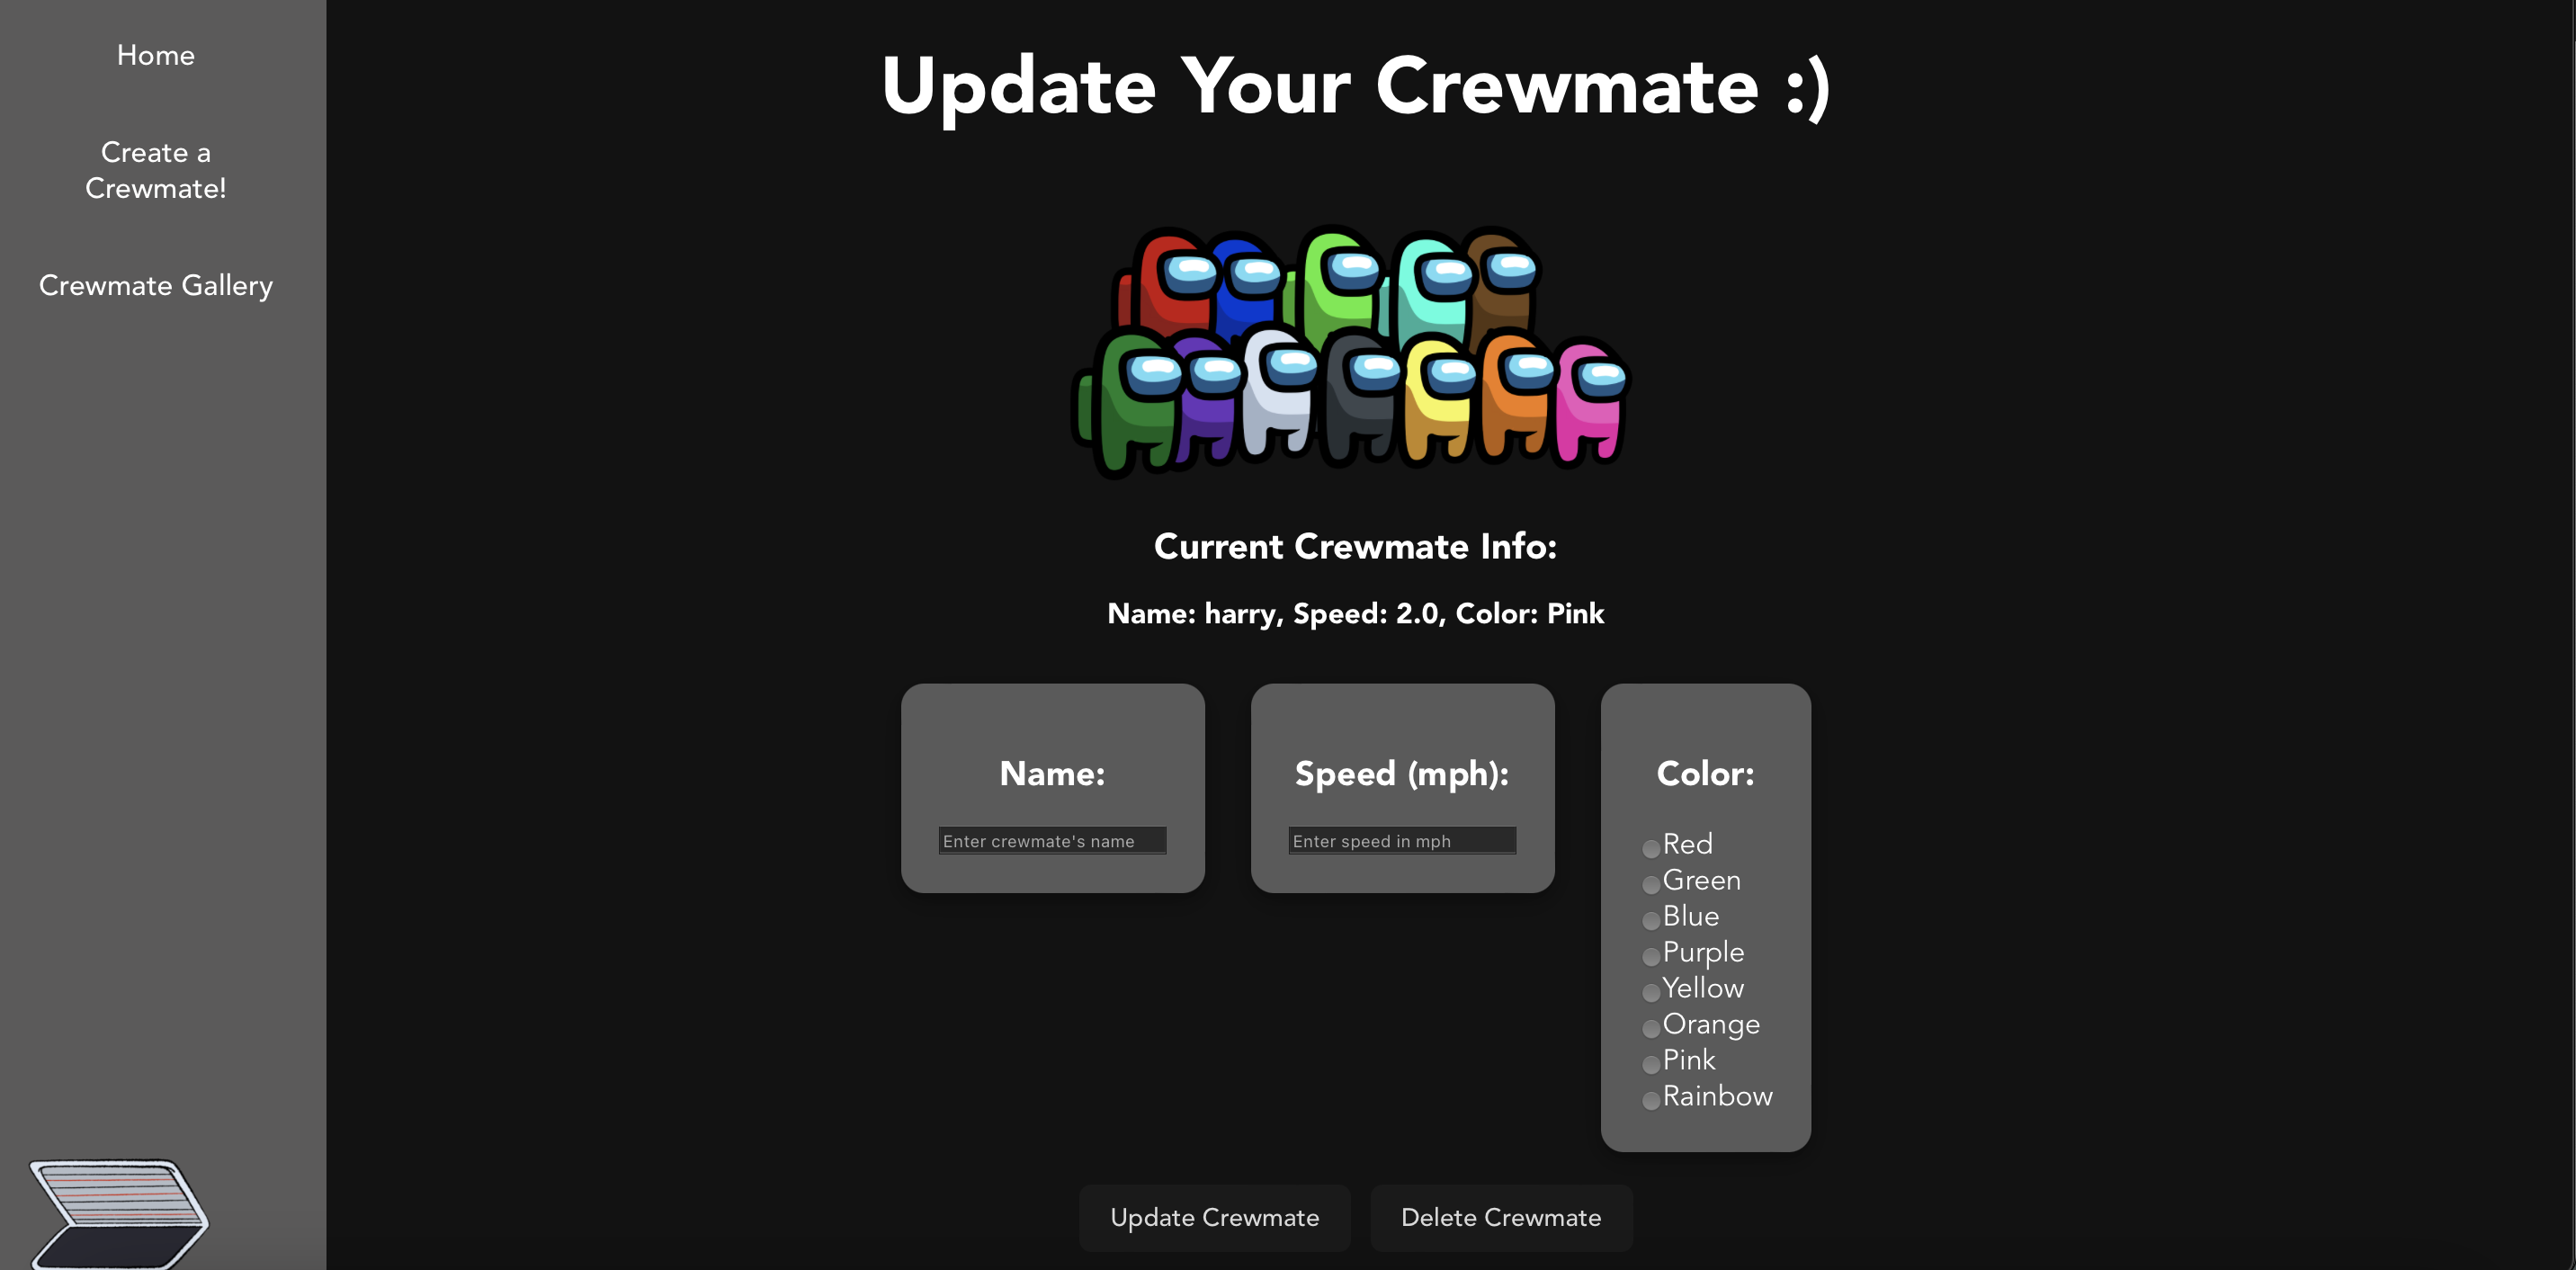 Home
Create a
Crewmate!
Crewmate Gallery
Update Your Crewmate :)
Current Crewmate Info:
Name: harry, Speed: 2.0, Color: Pink
Name:
Enter crewmate's name
Speed (mph):
Enter speed in mph
Color:
Red
Green
Blue
Purple
Yellow
Orange
Pink
Rainbow
Update Crewmate
Delete Crewmate